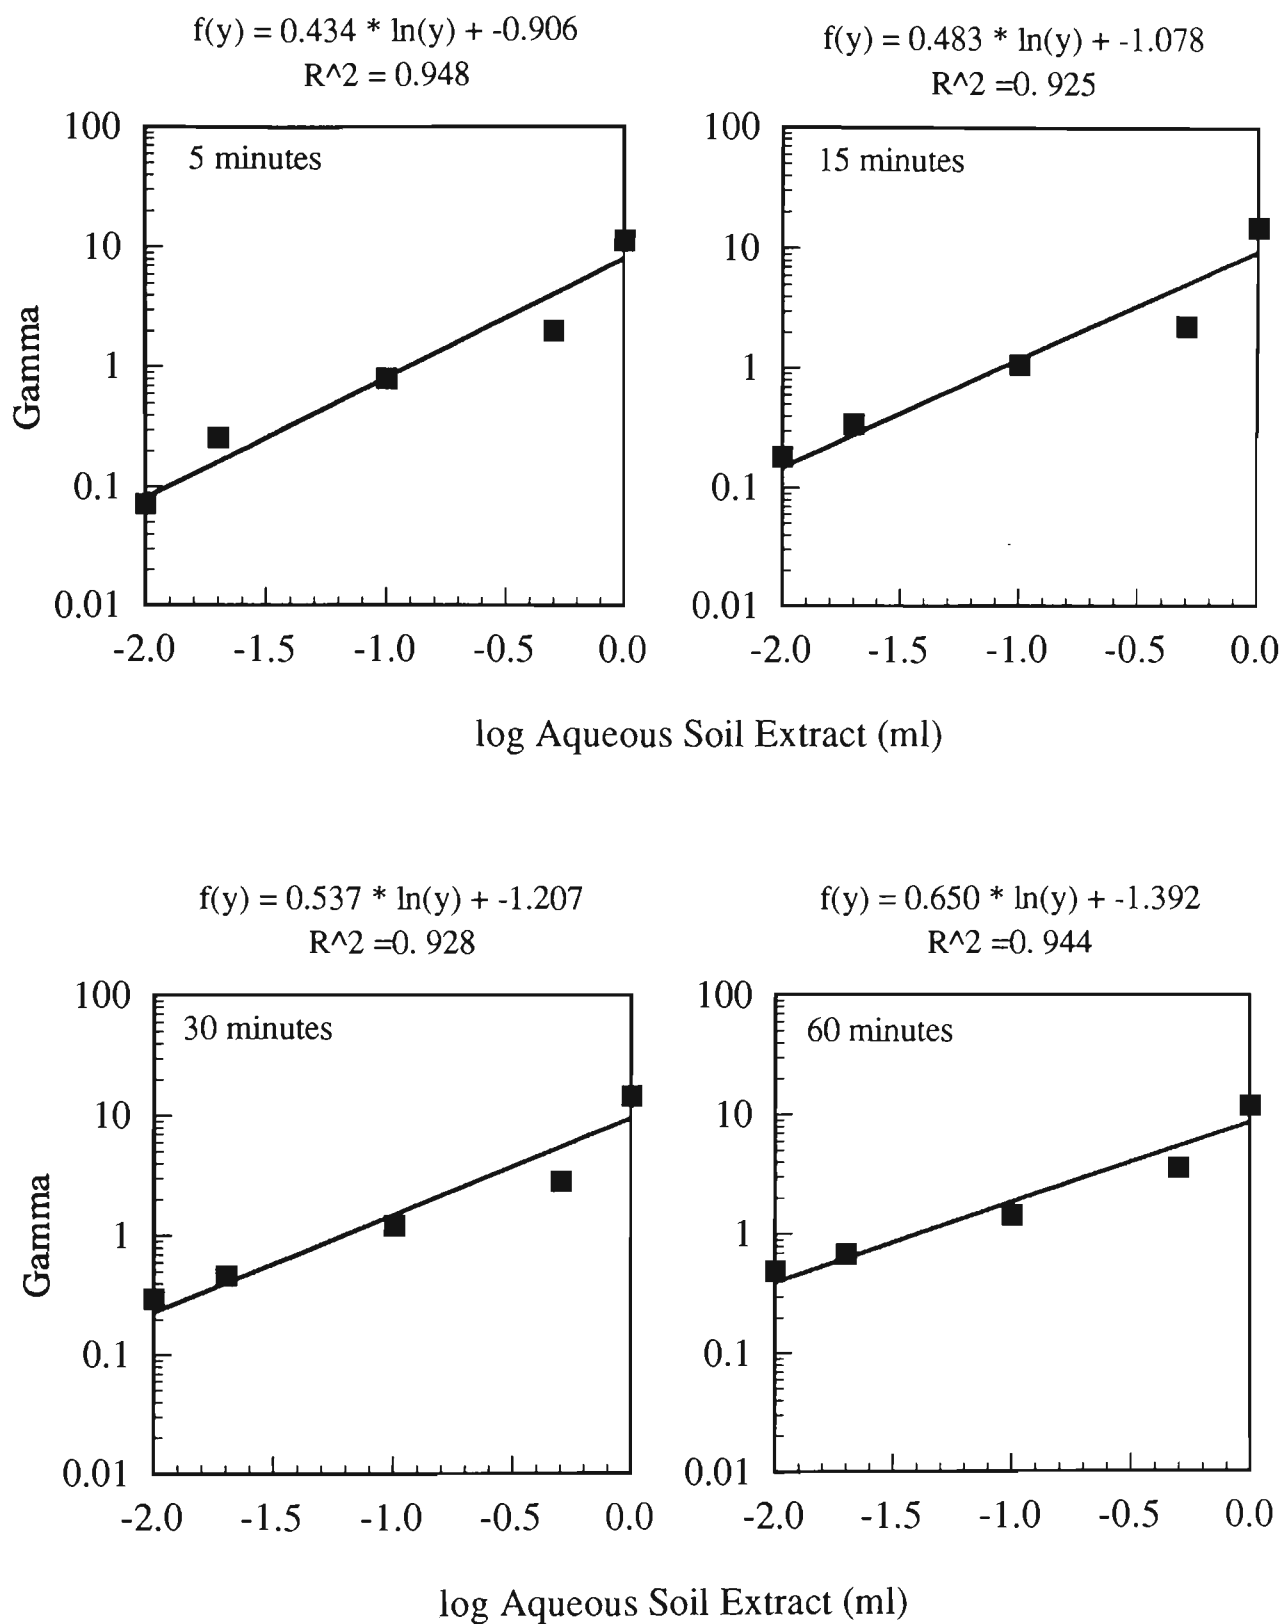 f(y) = 0.434 * ln(y) + -0.906
R^2 = 0.948
f(y) = 0.483 * ln(y) + -1.078
R^2 =0. 925
100
10
1
0.1
0.01
5 minutes
Gamma
-2.0 -1.5 -1.0 -0.5 0.0
100
10
1
0.1
0.01
15 minutes
-2.0 -1.5 -1.0 -0.5 0.0
log Aqueous Soil Extract (ml)
f(y) = 0.537 * ln(y) + -1.207
R^2 =0. 928
f(y) = 0.650 * ln(y) + -1.392
R^2 =0. 944
100
10
1
0.1
0.01
30 minutes
Gamma
-2.0 -1.5 -1.0 -0.5 0.0
100
10
1
0.1
0.01
60 minutes
-2.0 -1.5 -1.0 -0.5 0.0
log Aqueous Soil Extract (ml)